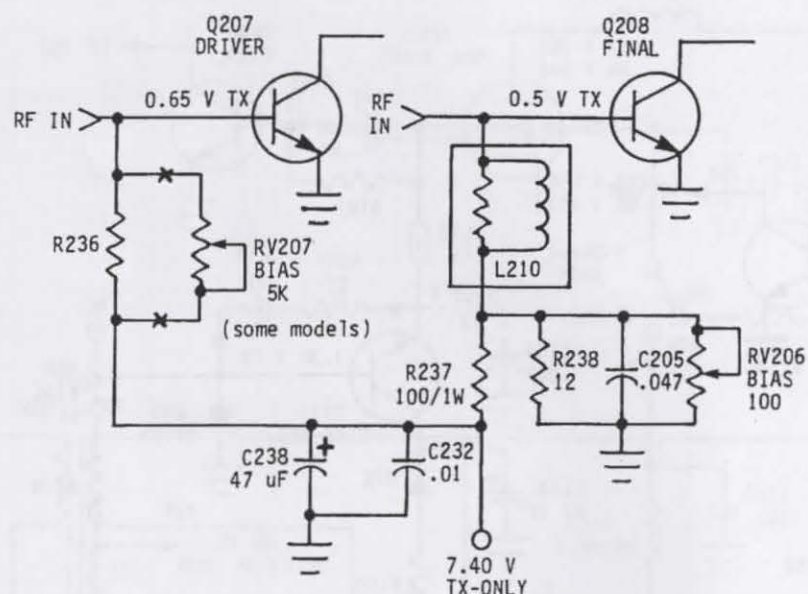 Q207
DRIVER
Q208
FINAL
RF IN
0.65 V TX
RF
IN
0.5 V TX
R236
RV207
BIAS
5K
(some models)
L210
R237
100/1W
R238
12
C205
.047
RV206
BIAS
100
C238
47 uF
+
C232
.01
7.40 V
TX-ONLY